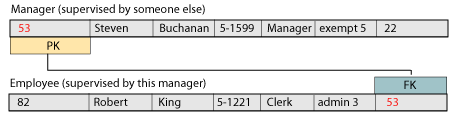 Manager (supervised by someone else)
53 Steven Buchanan 5-1599 Manager exempt 5 22
PK
Employee (supervised by this manager) FK
82 Robert King 5-1221 Clerk admin 3 53